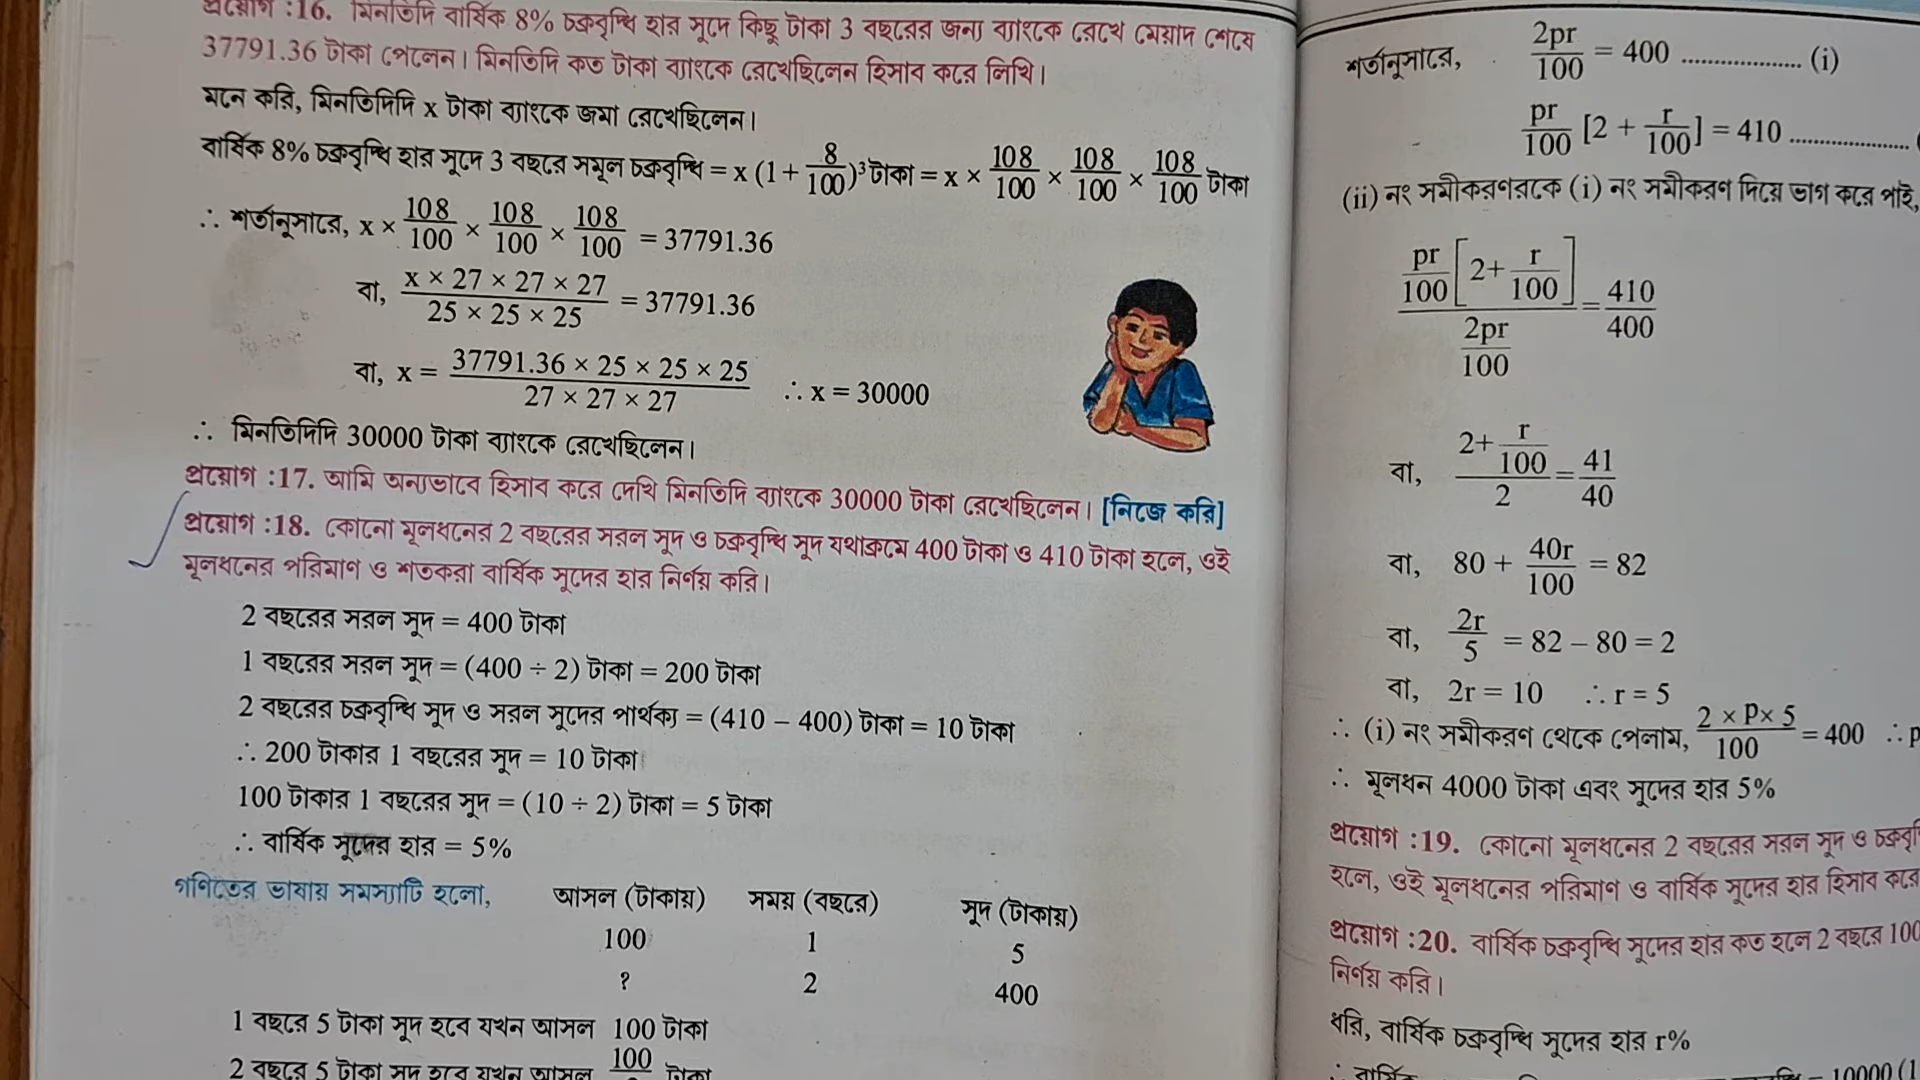 প্রয়োগ :16. মিনতিদি বার্ষিক 8% চক্রবৃদ্ধি হার সুদে কিছু টাকা 3 বছরের জন্য ব্যাংকে রেখে মেয়াদ শেষে
37791.36 টাকা পেলেন। মিনতিদি কত টাকা ব্যাংকে রেখেছিলেন হিসাব করে লিখি।
মনে করি, মিনতিদিদি x টাকা ব্যাংকে জমা রেখেছিলেন।
বার্ষিক 8% চক্রবৃদ্ধি হার সুদে 3 বছরে সমূল চক্রবৃদ্ধি = x (1 + 8/100)³ টাকা = x × 108/100 × 108/100 × 108/100 টাকা
∴ শর্তানুসারে, x × 108/100 × 108/100 × 108/100 = 37791.36
বা, x × 27 × 27 × 27 / 25 × 25 × 25 = 37791.36
বা, x = 37791.36 × 25 × 25 × 25 / 27 × 27 × 27 ∴ x = 30000
∴ মিনতিদিদি 30000 টাকা ব্যাংকে রেখেছিলেন।
প্রয়োগ :17. আমি অন্যভাবে হিসাব করে দেখি মিনতিদি ব্যাংকে 30000 টাকা রেখেছিলেন। [নিজে করি]
প্রয়োগ :18. কোনো মূলধনের 2 বছরের সরল সুদ ও চক্রবৃদ্ধি সুদ যথাক্রমে 400 টাকা ও 410 টাকা হলে, ওই
মূলধনের পরিমাণ ও শতকরা বার্ষিক সুদের হার নির্ণয় করি।
2 বছরের সরল সুদ = 400 টাকা
1 বছরের সরল সুদ = (400 ÷ 2) টাকা = 200 টাকা
2 বছরের চক্রবৃদ্ধি সুদ ও সরল সুদের পার্থক্য = (410 – 400) টাকা = 10 টাকা
∴ 200 টাকার 1 বছরের সুদ = 10 টাকা
100 টাকার 1 বছরের সুদ = (10 ÷ 2) টাকা = 5 টাকা
∴ বার্ষিক সুদের হার = 5%
গণিতের ভাষায় সমস্যাটি হলো, আসল (টাকায়) সময় (বছরে) সুদ (টাকায়)
100 1 5
? 2 400
1 বছরে 5 টাকা সুদ হবে যখন আসল 100 টাকা
2 বছরে 5 টাকা সুদ হবে যখন আসল 100 টাকা
শর্তানুসারে, 2pr/100 = 400 .................. (i)
pr/100 [2 + r/100] = 410 ..................
(ii) নং সমীকরণরকে (i) নং সমীকরণ দিয়ে ভাগ করে পাই,
pr/100 [2+ r/100] / 2pr/100 = 410/400
বা, 2+ r/100 / 2 = 41/40
বা, 80 + 40r/100 = 82
বা, 2r/5 = 82 – 80 = 2
বা, 2r = 10 ∴ r = 5
∴ (i) নং সমীকরণ থেকে পেলাম, 2 × p × 5 / 100 = 400 ∴ p
∴ মূলধন 4000 টাকা এবং সুদের হার 5%
প্রয়োগ :19. কোনো মূলধনের 2 বছরের সরল সুদ ও
হলে, ওই মূলধনের পরিমাণ ও বার্ষিক সুদের হার হিসাব করে
প্রয়োগ :20. বার্ষিক চক্রবৃদ্ধি সুদের হার কত হলে 2 বছরে 100
নির্ণয় করি।
ধরি, বার্ষিক চক্রবৃদ্ধি সুদের হার r%